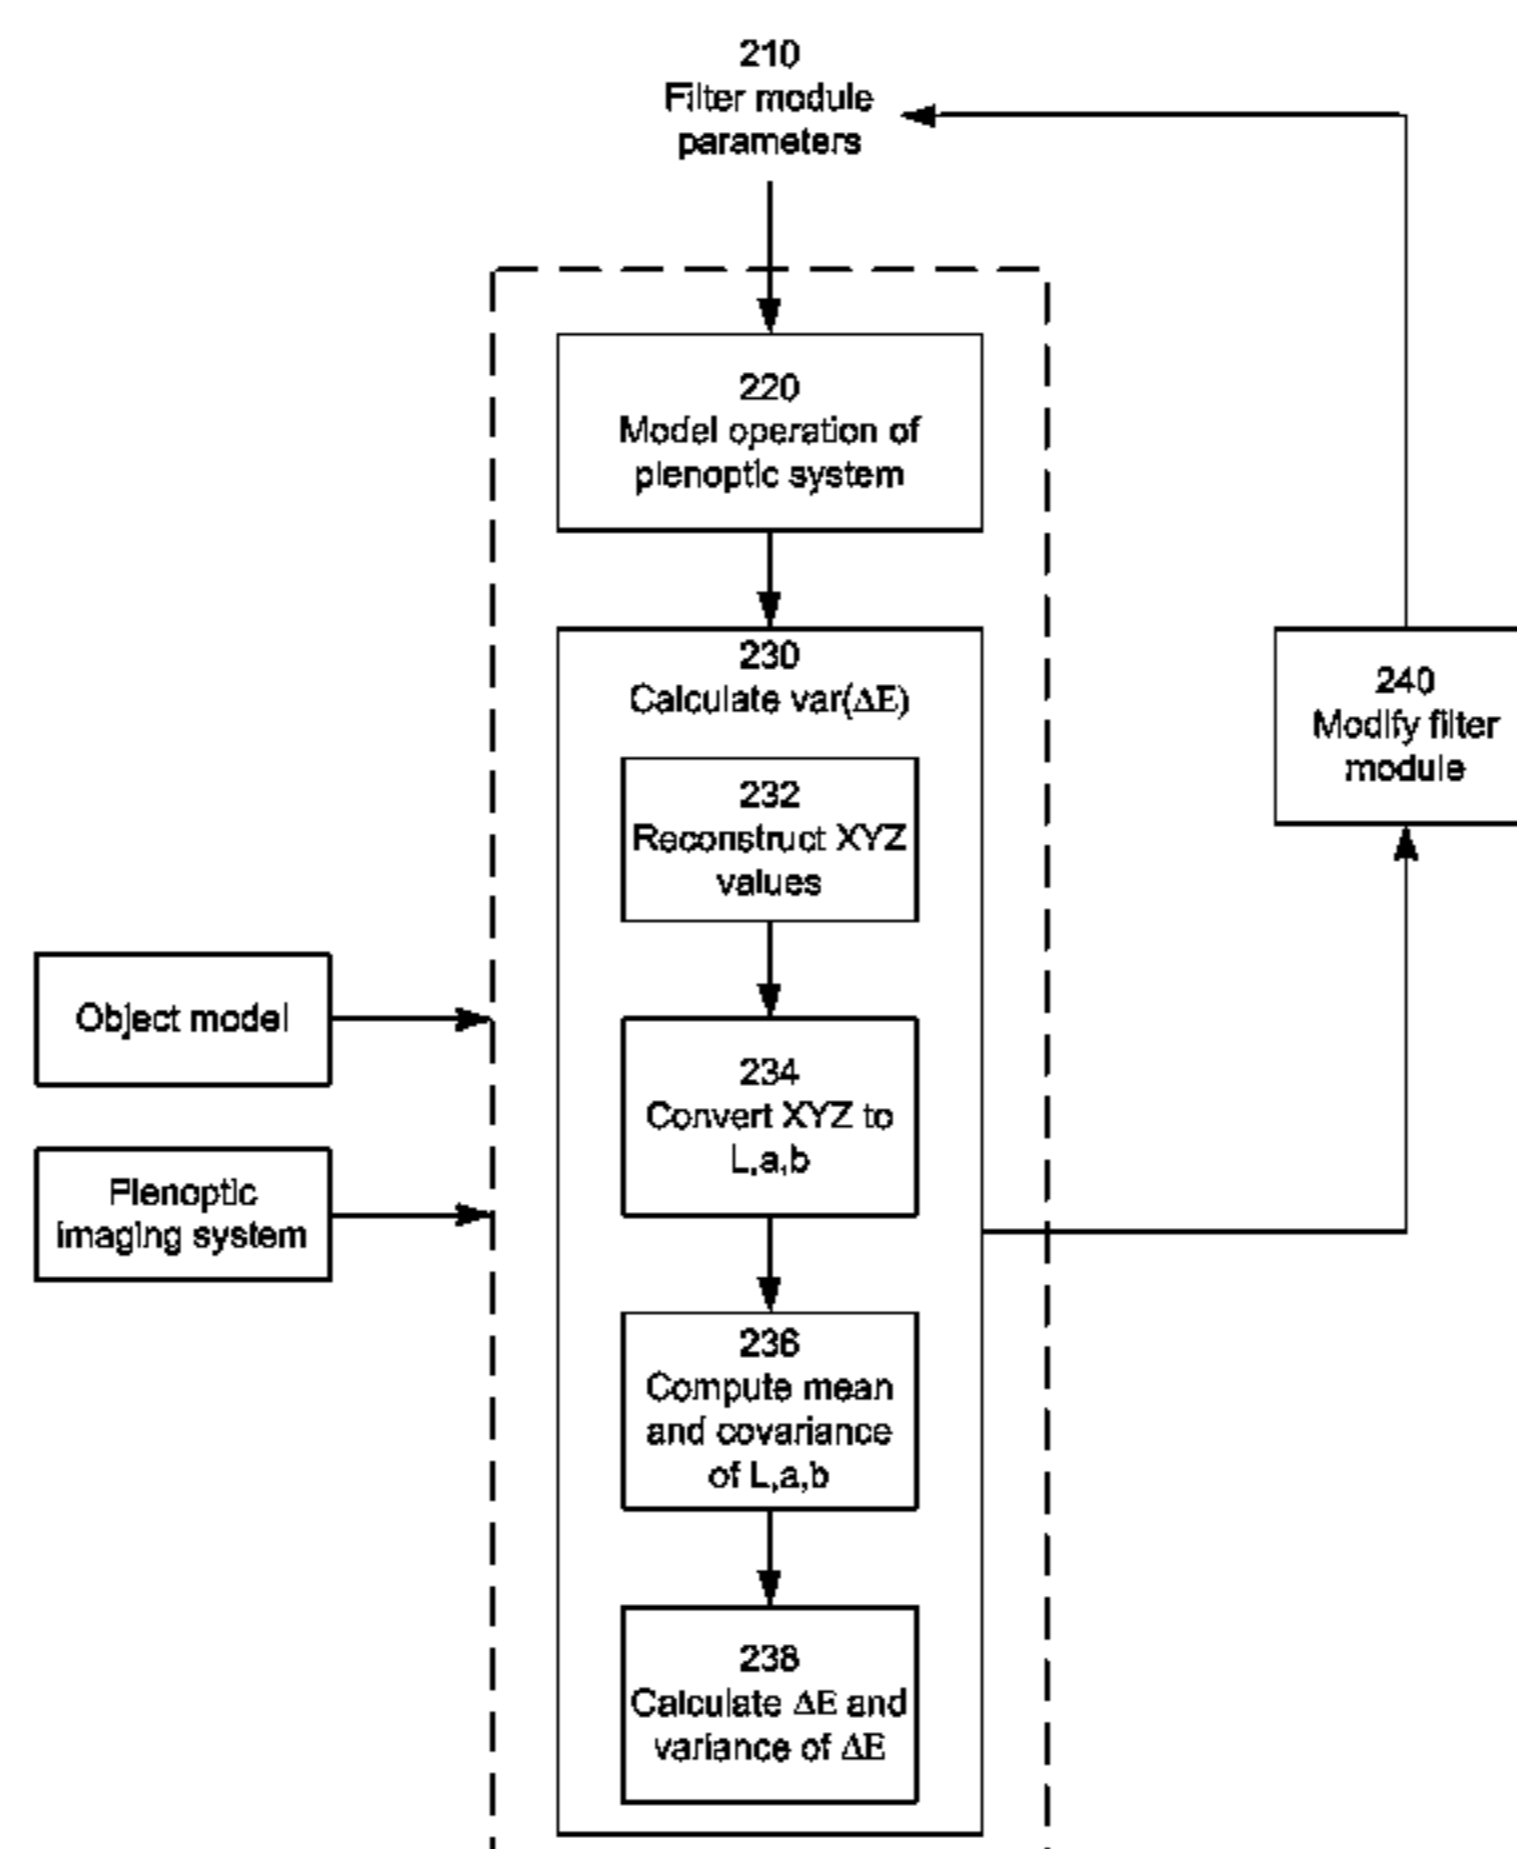 210
Filter module
parameters
220
Model operation of
plenoptic system
230
Calculate var(ΔE)
232
Reconstruct XYZ
values
234
Convert XYZ to
L,a,b
236
Compute mean
and covariance
of L,a,b
238
Calculate ΔE and
variance of ΔE
240
Modify filter
module
Object model
Plenoptic
imaging system